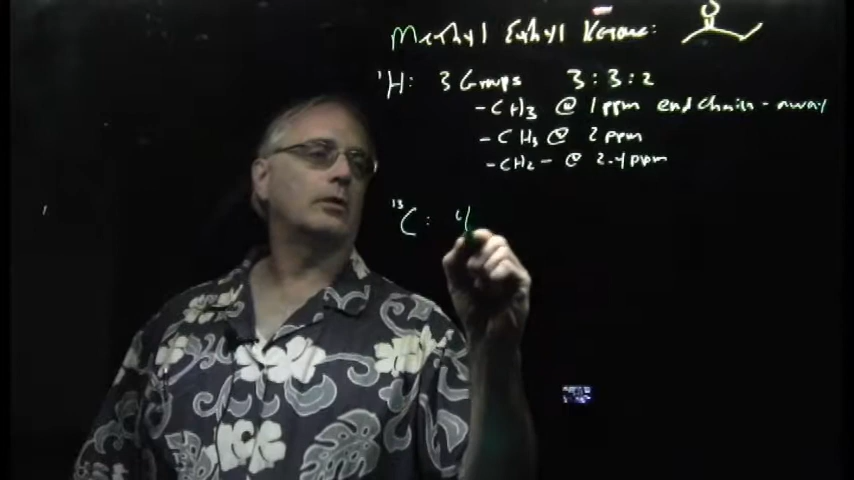 Methyl Ethyl Ketone:
O
¹H: 3 Groups 3:3:2
-CH₃ @ 1 ppm end chain - away
-CH₃ @ 2 ppm
-CH₂- @ 2.4 ppm
¹³C: 4